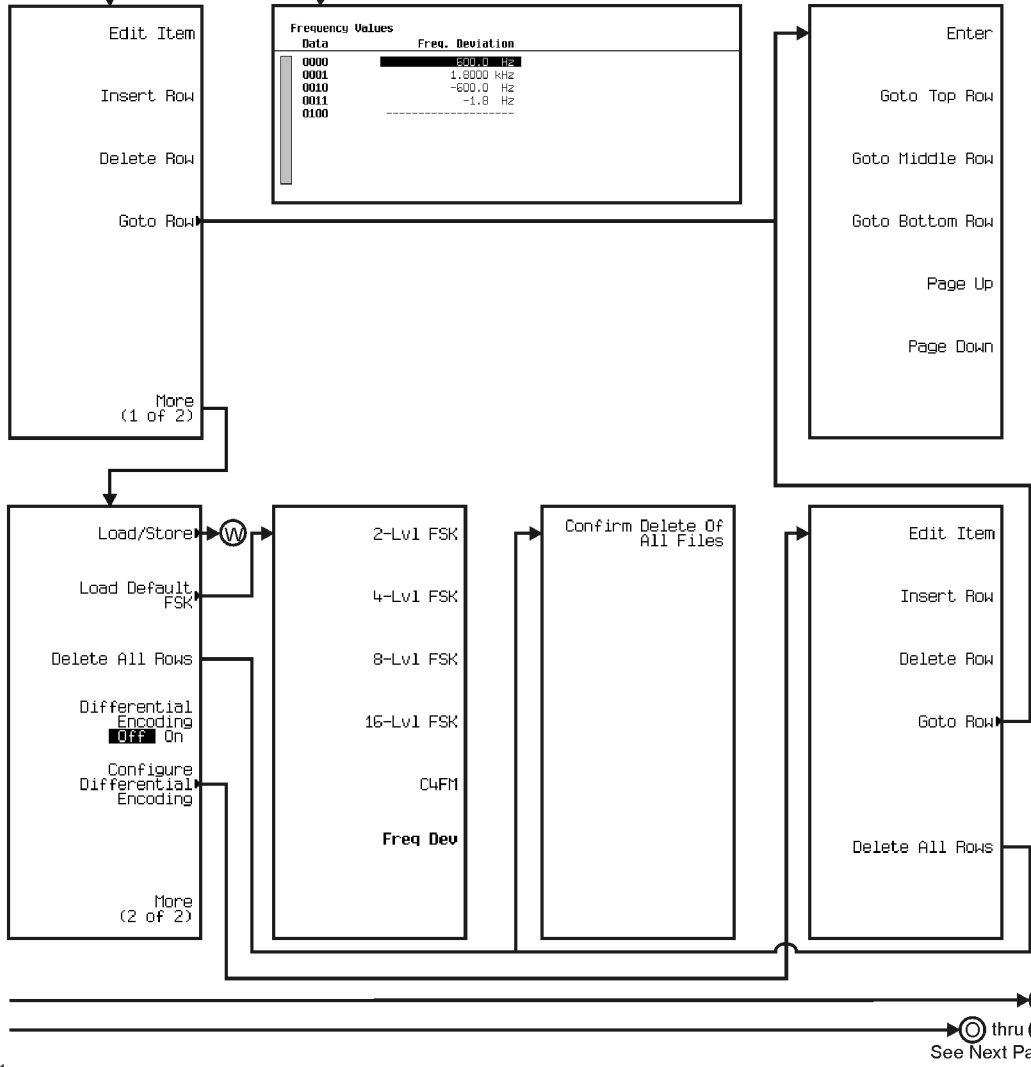 Edit Item
Insert Row
Delete Row
Goto Row
More
(1 of 2)
Frequency Values
Data Freq. Deviation
0000 600.0 Hz
0001 1.8000 kHz
0010 -600.0 Hz
0011 -1.8 Hz
0100 --------------------
Enter
Goto Top Row
Goto Middle Row
Goto Bottom Row
Page Up
Page Down
Load/Store
W
Load Default
FSK
Delete All Rows
Differential
Encoding
Off On
Configure
Differential
Encoding
More
(2 of 2)
2-Lvl FSK
4-Lvl FSK
8-Lvl FSK
16-Lvl FSK
C4FM
Freq Dev
Confirm Delete Of
All Files
Edit Item
Insert Row
Delete Row
Goto Row
Delete All Rows
O thru
See Next